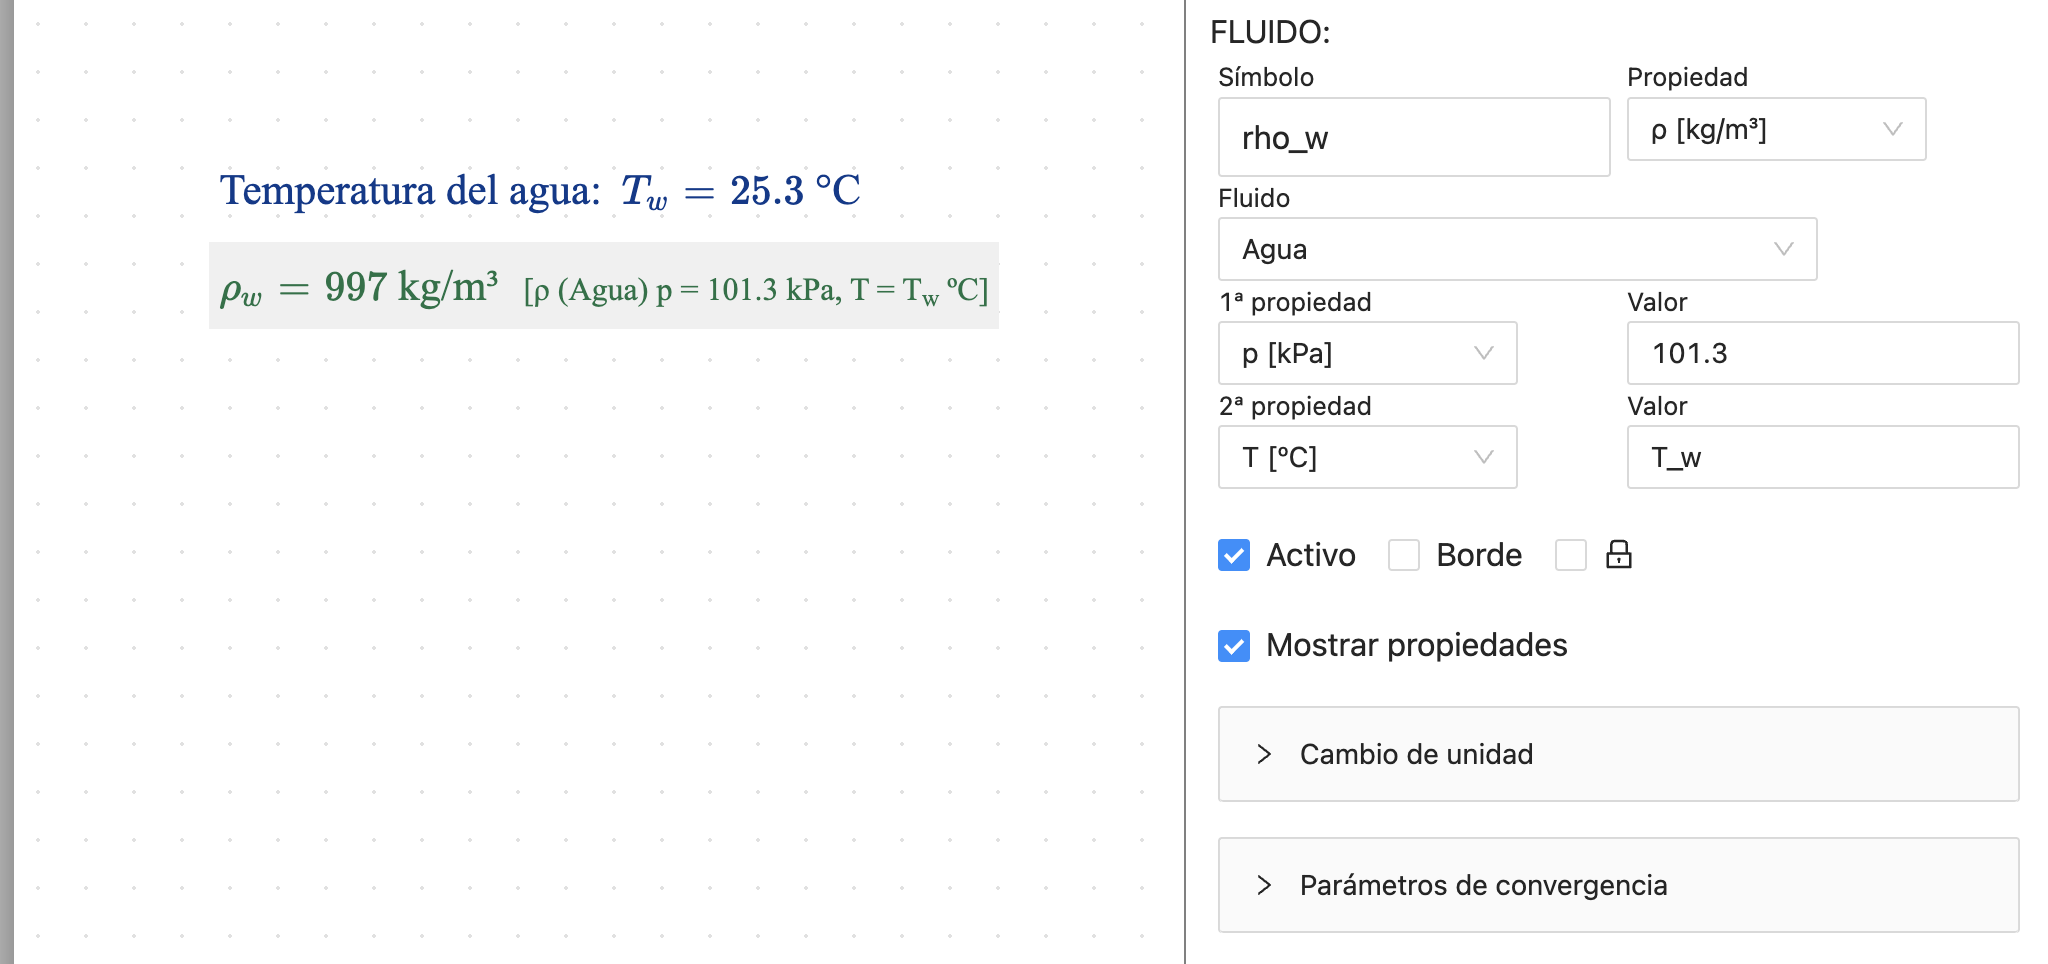 Temperatura del agua: T_w = 25.3 °C
ρ_w = 997 kg/m³ [ρ (Agua) p = 101.3 kPa, T = T_w ºC]
FLUIDO:
Símbolo Propiedad
rho_w ρ [kg/m³]
Fluido
Agua
1ª propiedad Valor
p [kPa] 101.3
2ª propiedad Valor
T [ºC] T_w
Activo Borde
Mostrar propiedades
> Cambio de unidad
> Parámetros de convergencia